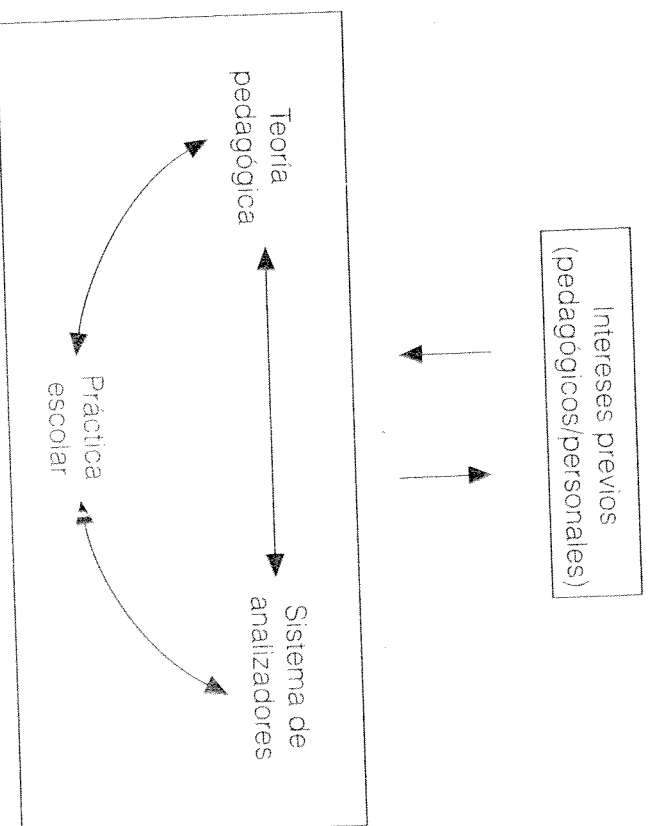 Intereses previos
(pedagógicos/personales)
Teoría
pedagógica
Sistema de
analizadores
Práctica
escolar